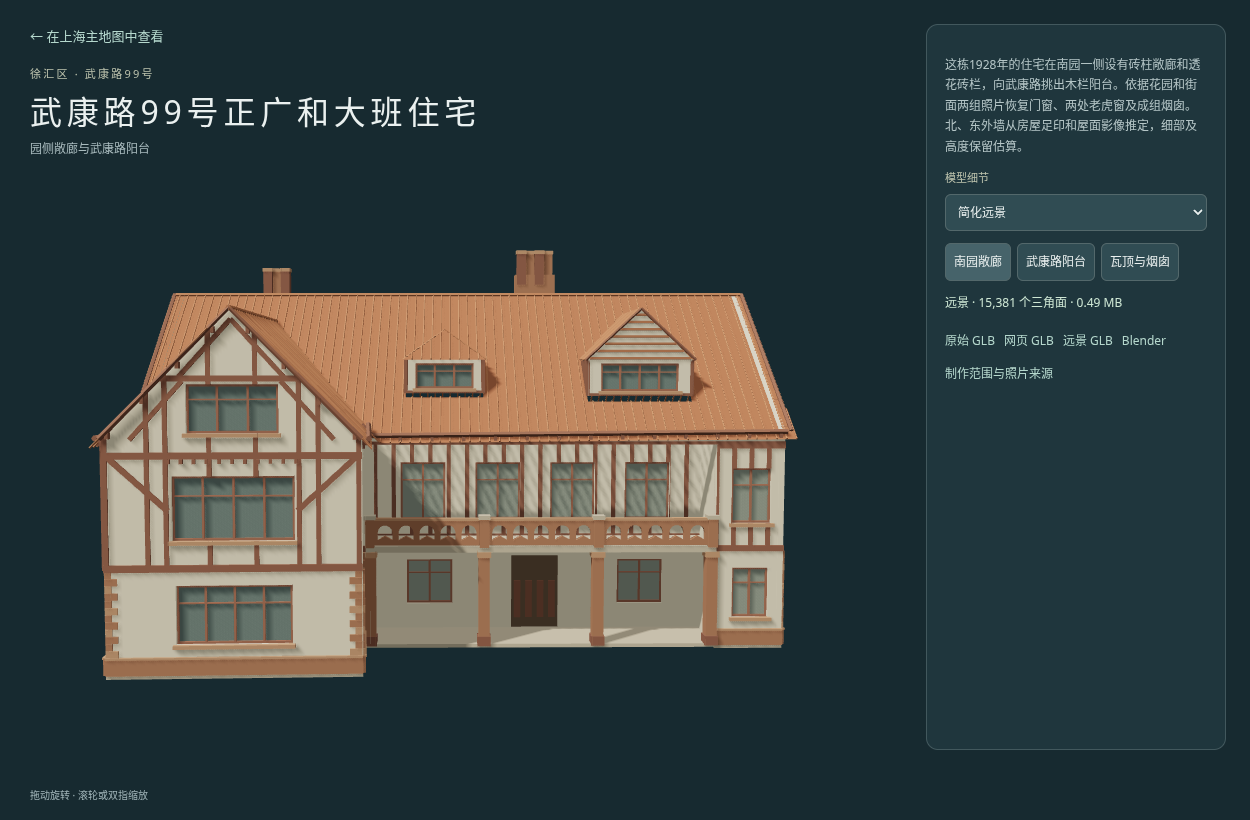 ← 在上海主地图中查看
徐汇区 · 武康路99号
武康路99号正广和大班住宅
园侧敞廊与武康路阳台
这栋1928年的住宅在南园一侧设有砖柱敞廊和透
花砖栏，向武康路挑出木栏阳台。依据花园和街
面两组照片恢复门窗、两处老虎窗及成组烟囱。
北、东外墙从房屋足印和屋面影像推定，细部及
高度保留估算。
模型细节
简化远景
南园敞廊 武康路阳台 瓦顶与烟囱
远景 · 15,381 个三角面 · 0.49 MB
原始 GLB 网页 GLB 远景 GLB Blender
制作范围与照片来源
拖动旋转 · 滚轮或双指缩放